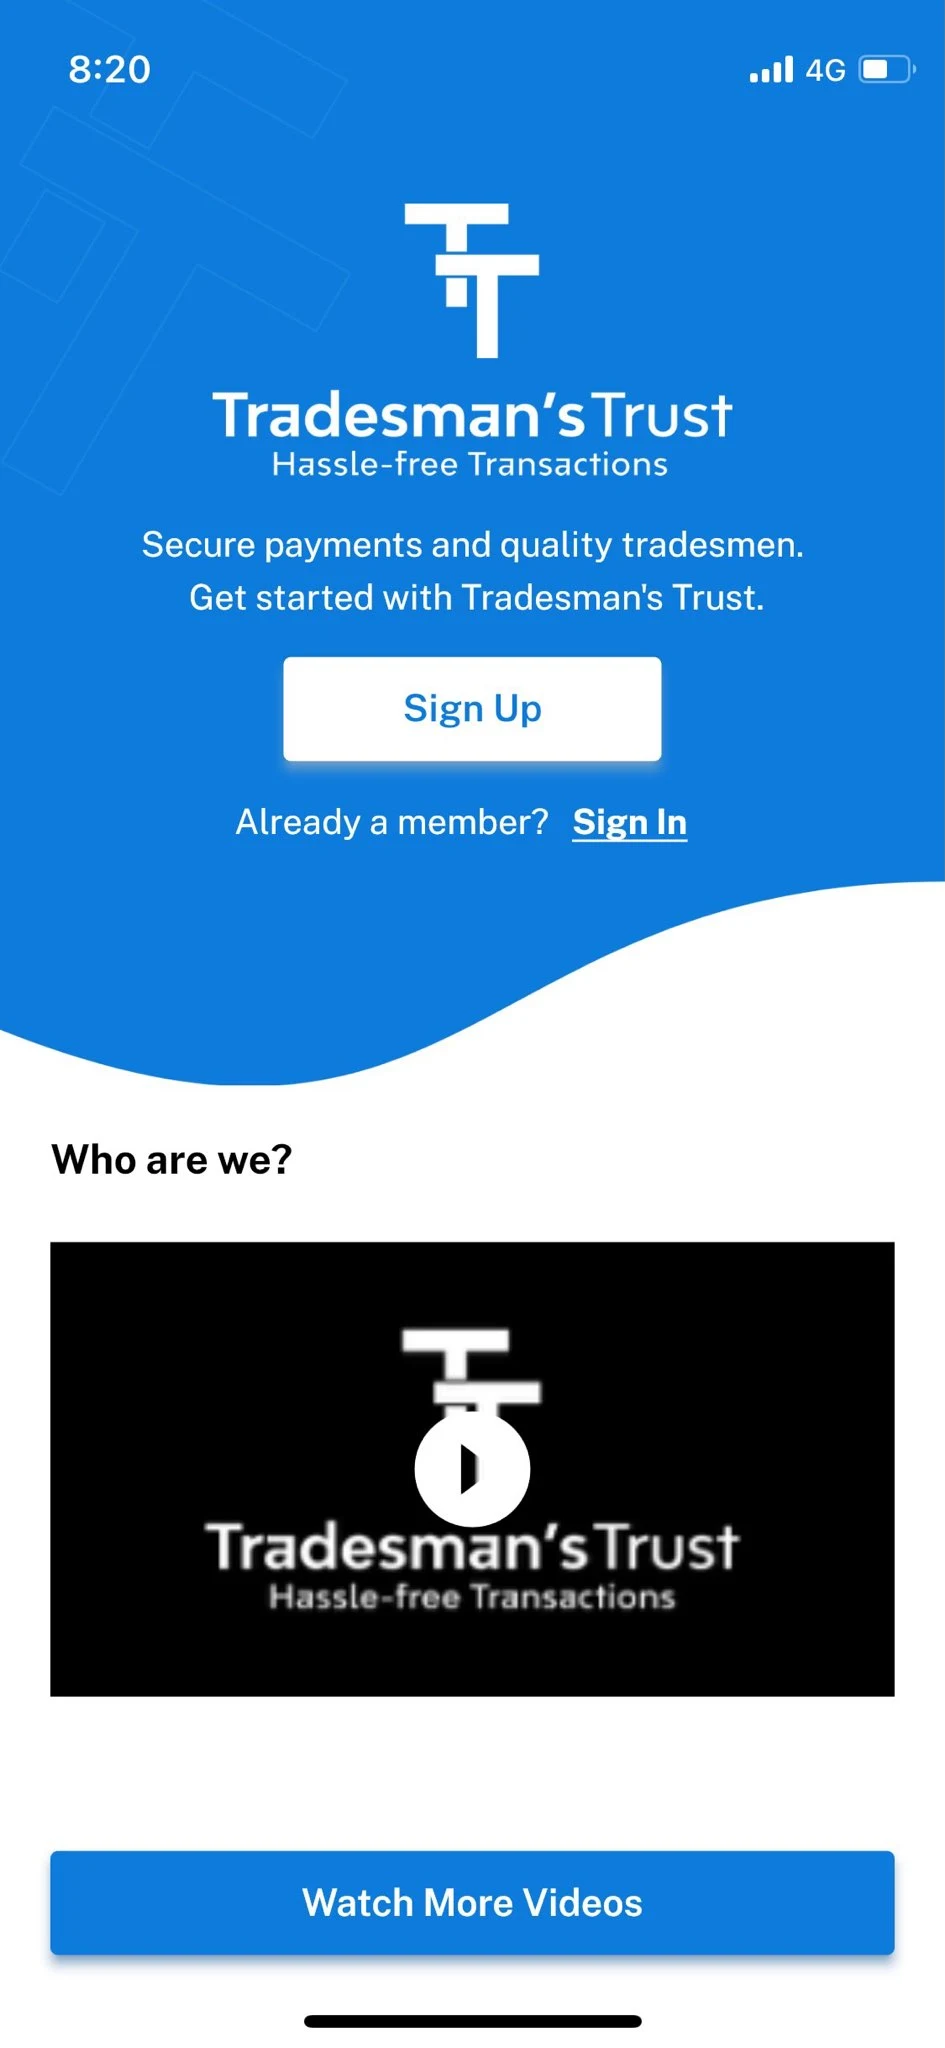 8:20
4G
Tradesman's Trust
Hassle-free Transactions
Secure payments and quality tradesmen.
Get started with Tradesman's Trust.
Sign Up
Already a member? Sign In
Who are we?
Tradesman's Trust
Hassle-free Transactions
Watch More Videos